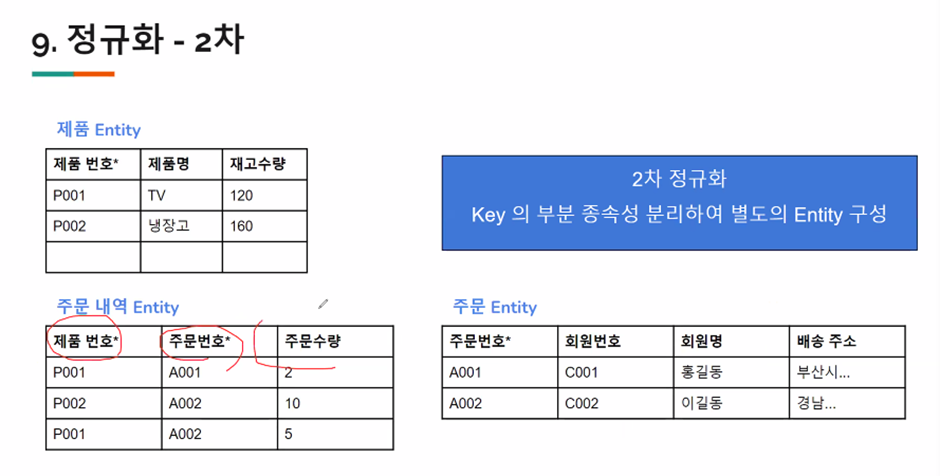 9. 정규화 - 2차
제품 Entity
제품 번호* 제품명 재고수량
P001 TV 120
P002 냉장고 160
2차 정규화
Key 의 부분 종속성 분리하여 별도의 Entity 구성
주문 내역 Entity
제품 번호* 주문번호* 주문수량
P001 A001 2
P002 A002 10
P001 A002 5
주문 Entity
주문번호* 회원번호 회원명 배송 주소
A001 C001 홍길동 부산시...
A002 C002 이길동 경남...